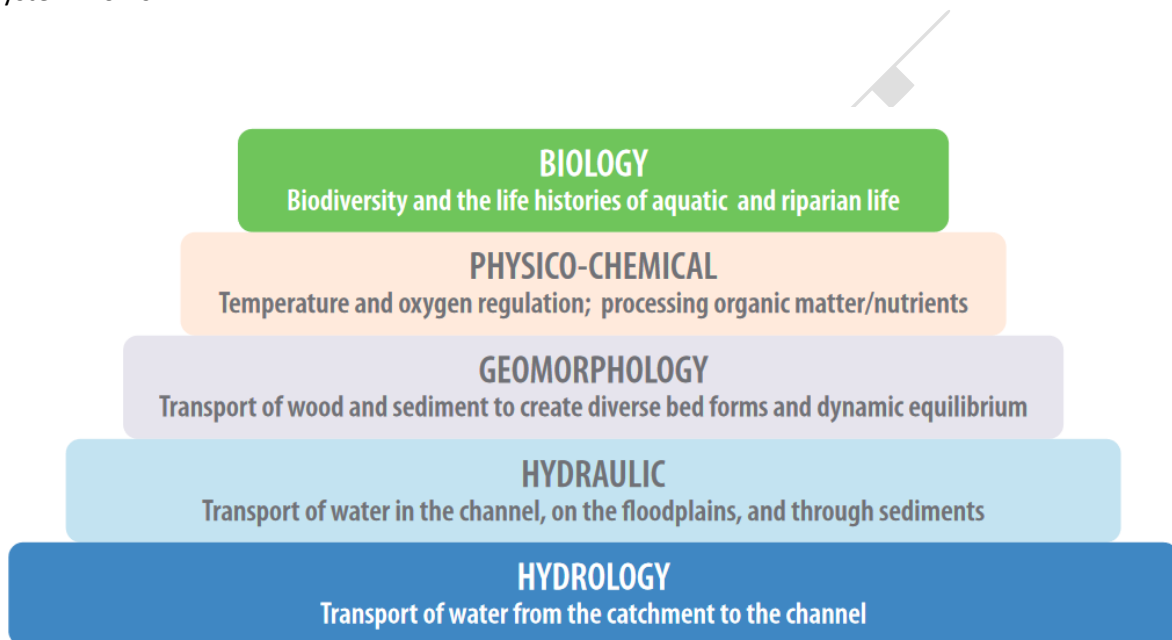 BIOLOGY
Biodiversity and the life histories of aquatic and riparian life
PHYSICO-CHEMICAL
Temperature and oxygen regulation; processing organic matter/nutrients
GEOMORPHOLOGY
Transport of wood and sediment to create diverse bed forms and dynamic equilibrium
HYDRAULIC
Transport of water in the channel, on the floodplains, and through sediments
HYDROLOGY
Transport of water from the catchment to the channel